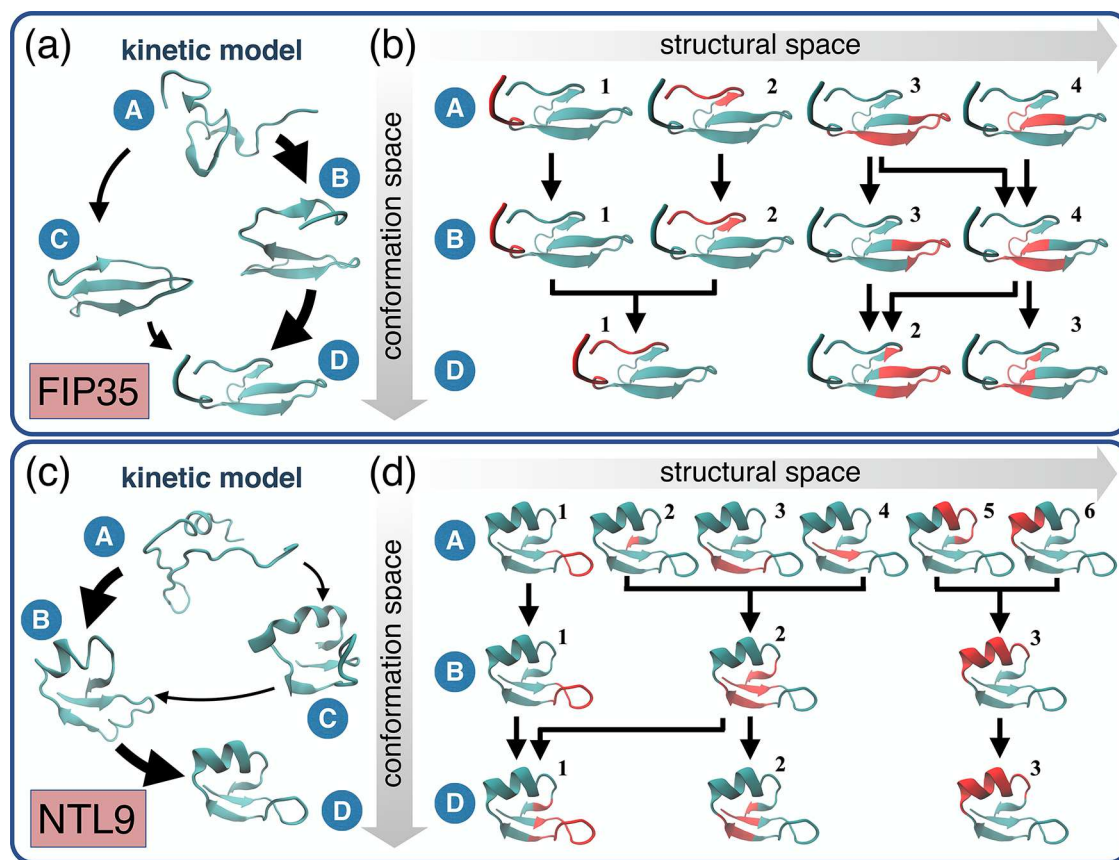 (a)
kinetic model
A
B
C
D
FIP35
(b)
structural space
conformation space
A
1
2
3
4
B
1
2
3
4
D
1
2
3
(c)
kinetic model
A
B
C
D
NTL9
(d)
structural space
conformation space
A
1
2
3
4
5
6
B
1
2
3
D
1
2
3